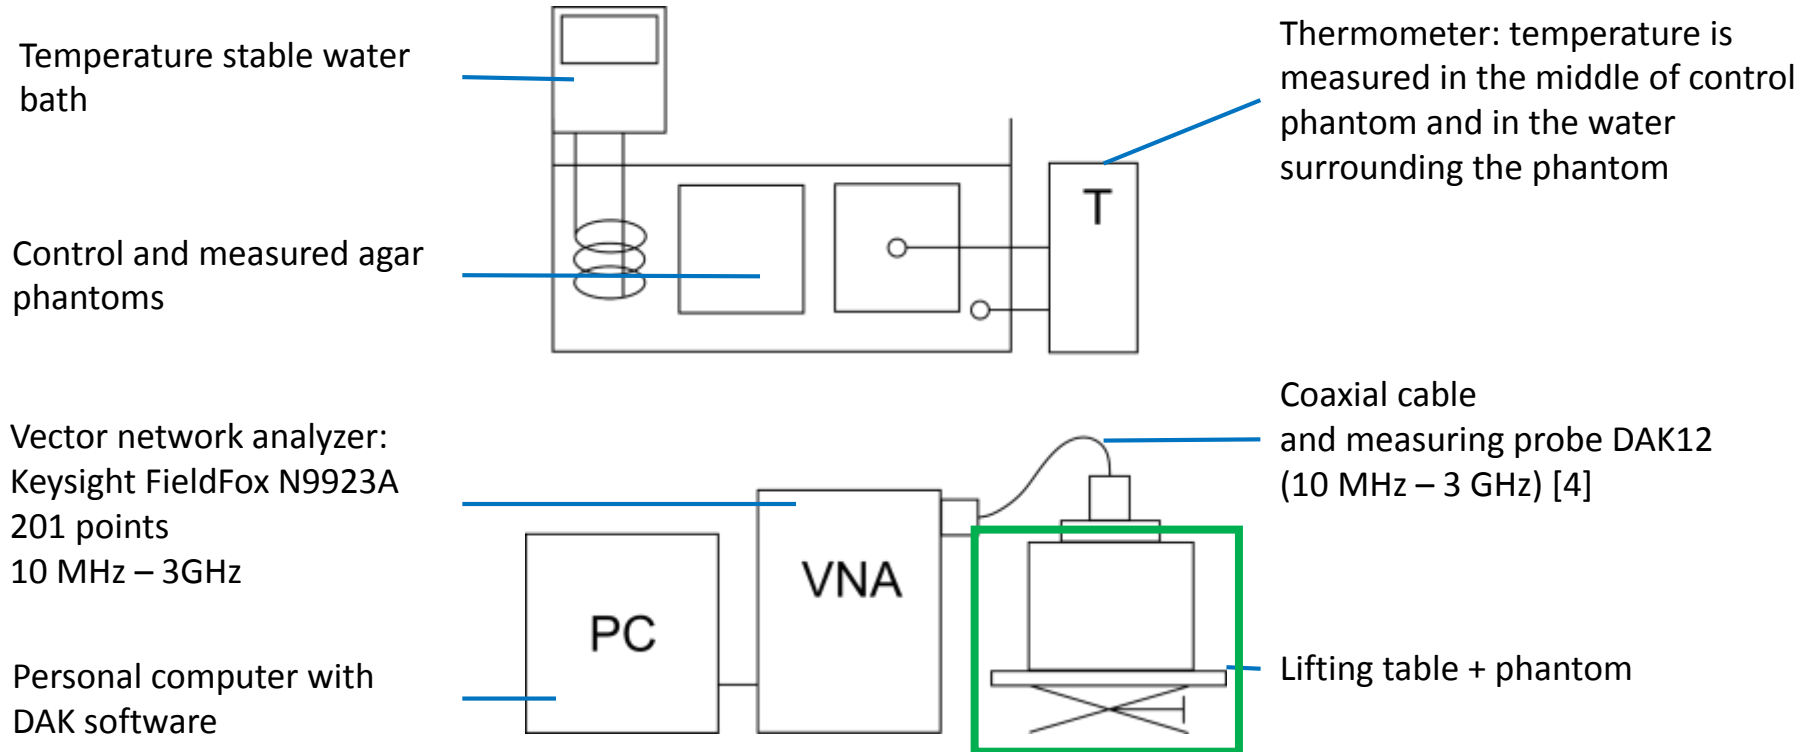 Temperature stable water
bath
Thermometer: temperature is
measured in the middle of control
phantom and in the water
surrounding the phantom
T
Control and measured agar
phantoms
Vector network analyzer:
Keysight FieldFox N9923A
201 points
10 MHz – 3GHz
Coaxial cable
and measuring probe DAK12
(10 MHz – 3 GHz) [4]
VNA
PC
Personal computer with
DAK software
Lifting table + phantom